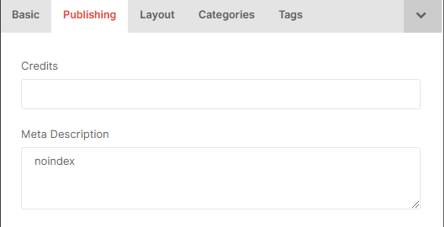 Basic Publishing Layout Categories Tags
Credits
Meta Description
noindex